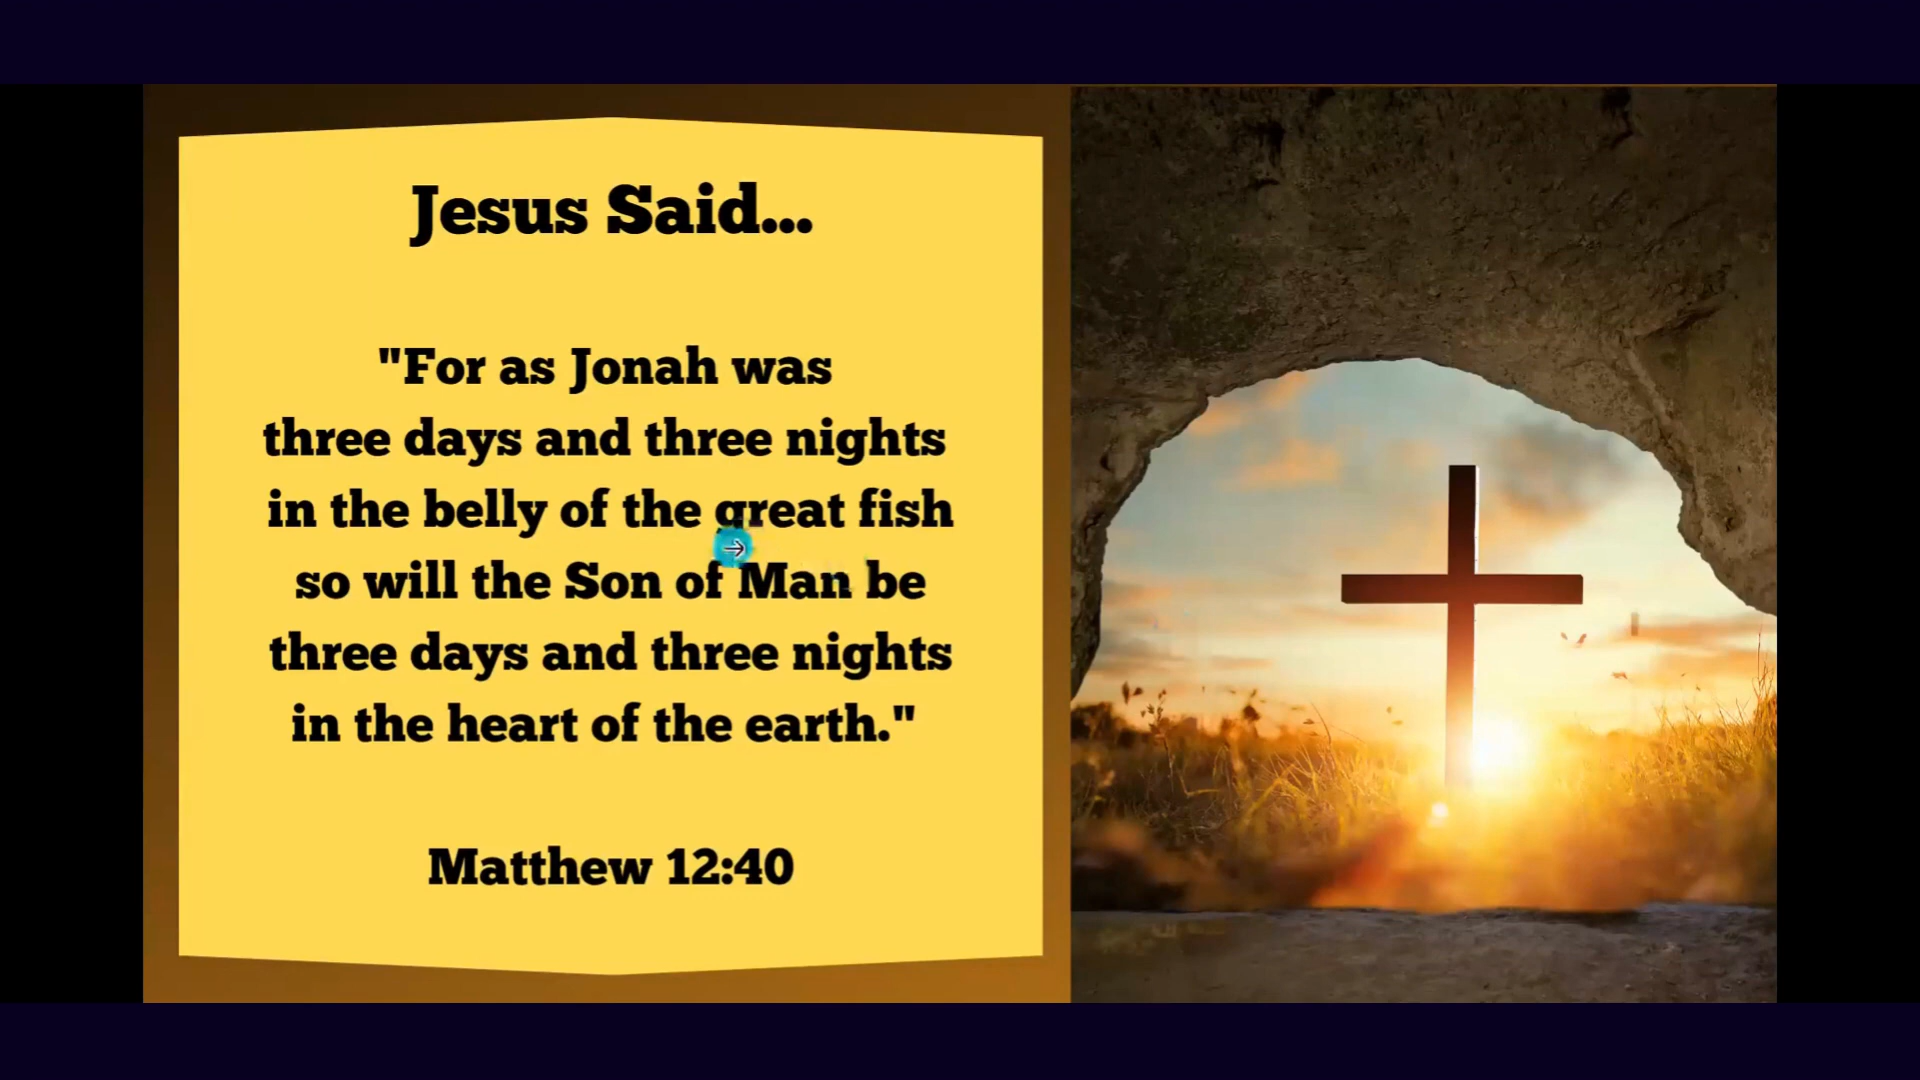 Jesus Said...
"For as Jonah was
three days and three nights
in the belly of the great fish
so will the Son of Man be
three days and three nights
in the heart of the earth."
Matthew 12:40